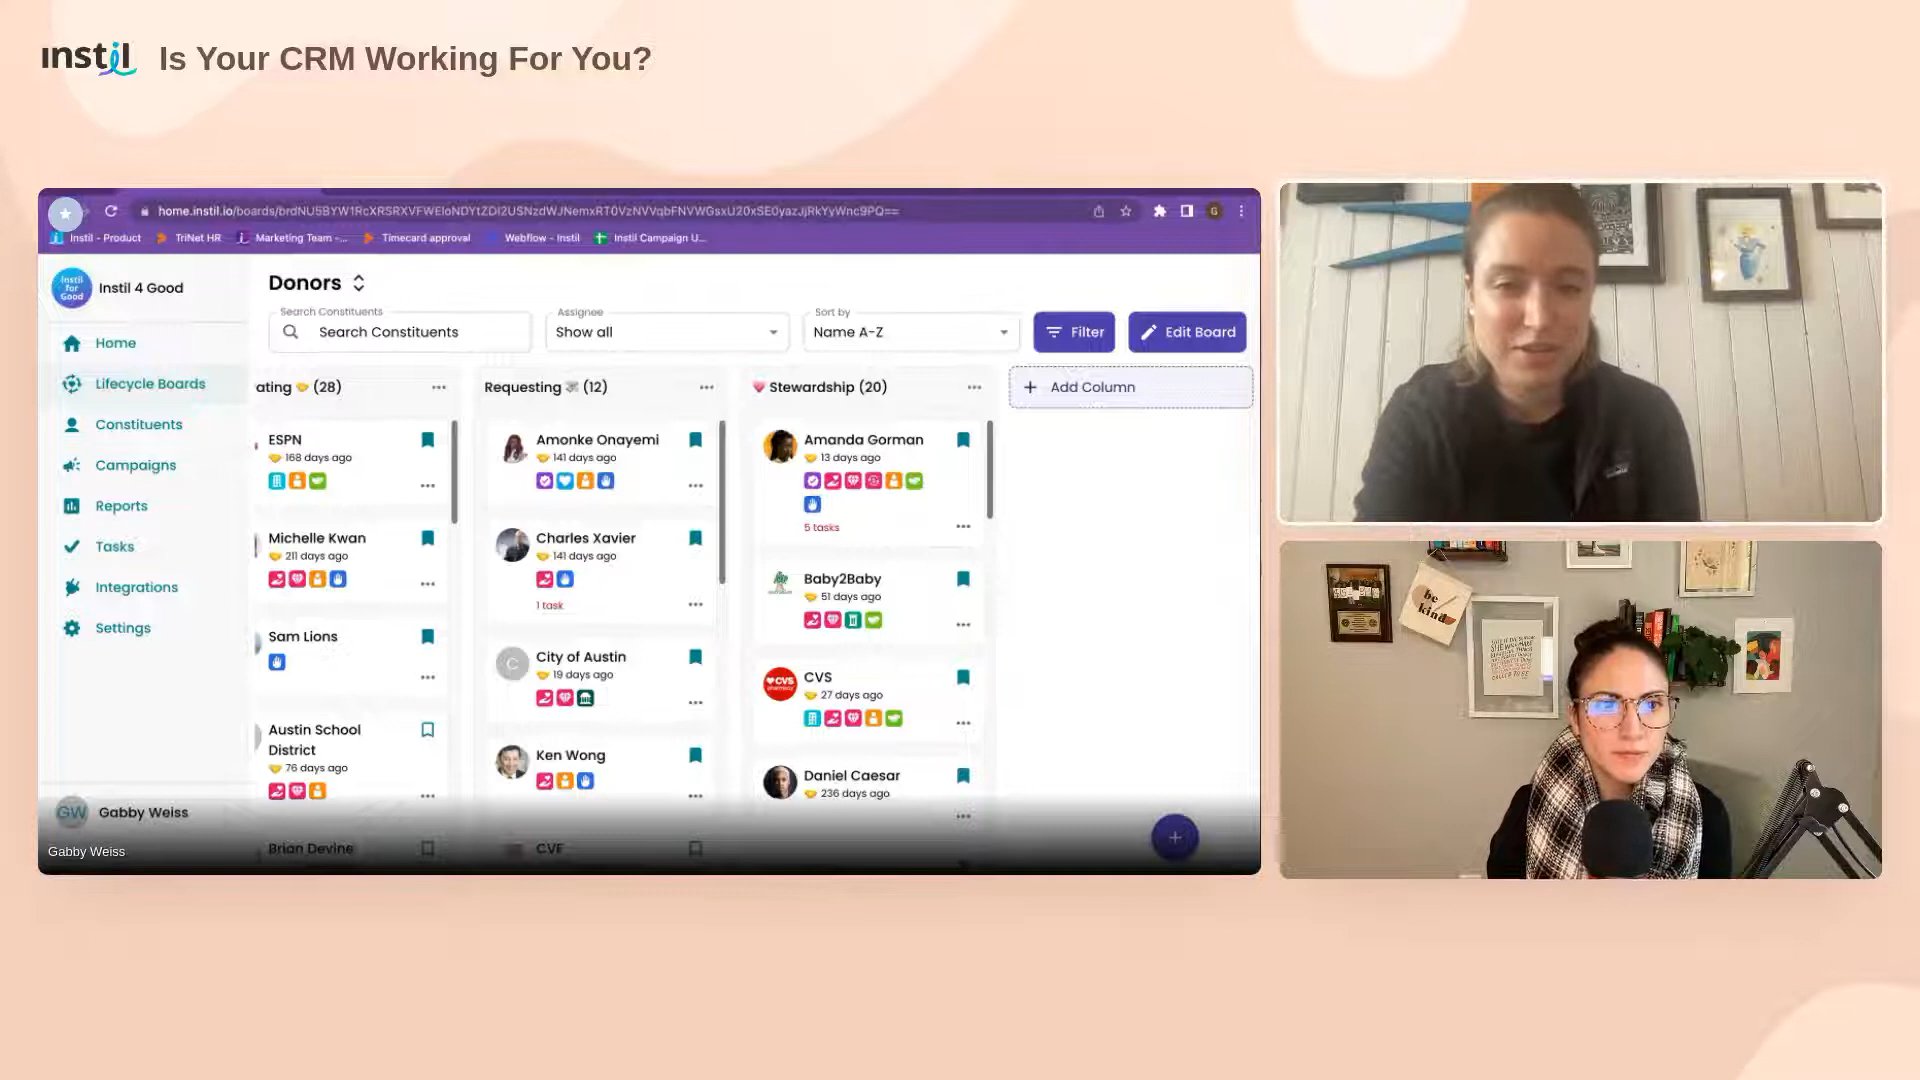 instil Is Your CRM Working For You?
home.instil.io/boards/brdNU5BYW1RcXRSRXVFWEloNDYtZDI2USNzdWJNemxRT0VzNVVqbFNVWGsxU20xSE0yazJjRkYyWnc9PQ==
Instil - Product TriNet HR Marketing Team -... Timecard approval Webflow - Instil Instil Campaign U...
Instil for Good
Instil 4 Good
Home
Lifecycle Boards
Constituents
Campaigns
Reports
Tasks
Integrations
Settings
GW Gabby Weiss
Gabby Weiss
Donors
Search Constituents
Search Constituents
Assignee
Show all
Sort by
Name A-Z
Filter
Edit Board
ating (28)
ESPN
168 days ago
Michelle Kwan
211 days ago
Sam Lions
Austin School
District
76 days ago
Brian Devine
Requesting (12)
Amonke Onayemi
141 days ago
Charles Xavier
141 days ago
1 task
C City of Austin
19 days ago
Ken Wong
CVF
Stewardship (20)
Amanda Gorman
13 days ago
5 tasks
Baby2Baby
51 days ago
CVS
CVS
27 days ago
Daniel Caesar
236 days ago
+ Add Column
G
be
kind